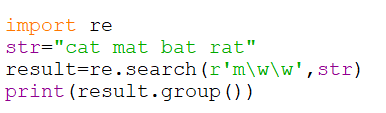 import re
str="cat mat bat rat"
result=re.search(r'm\w\w',str)
print(result.group())